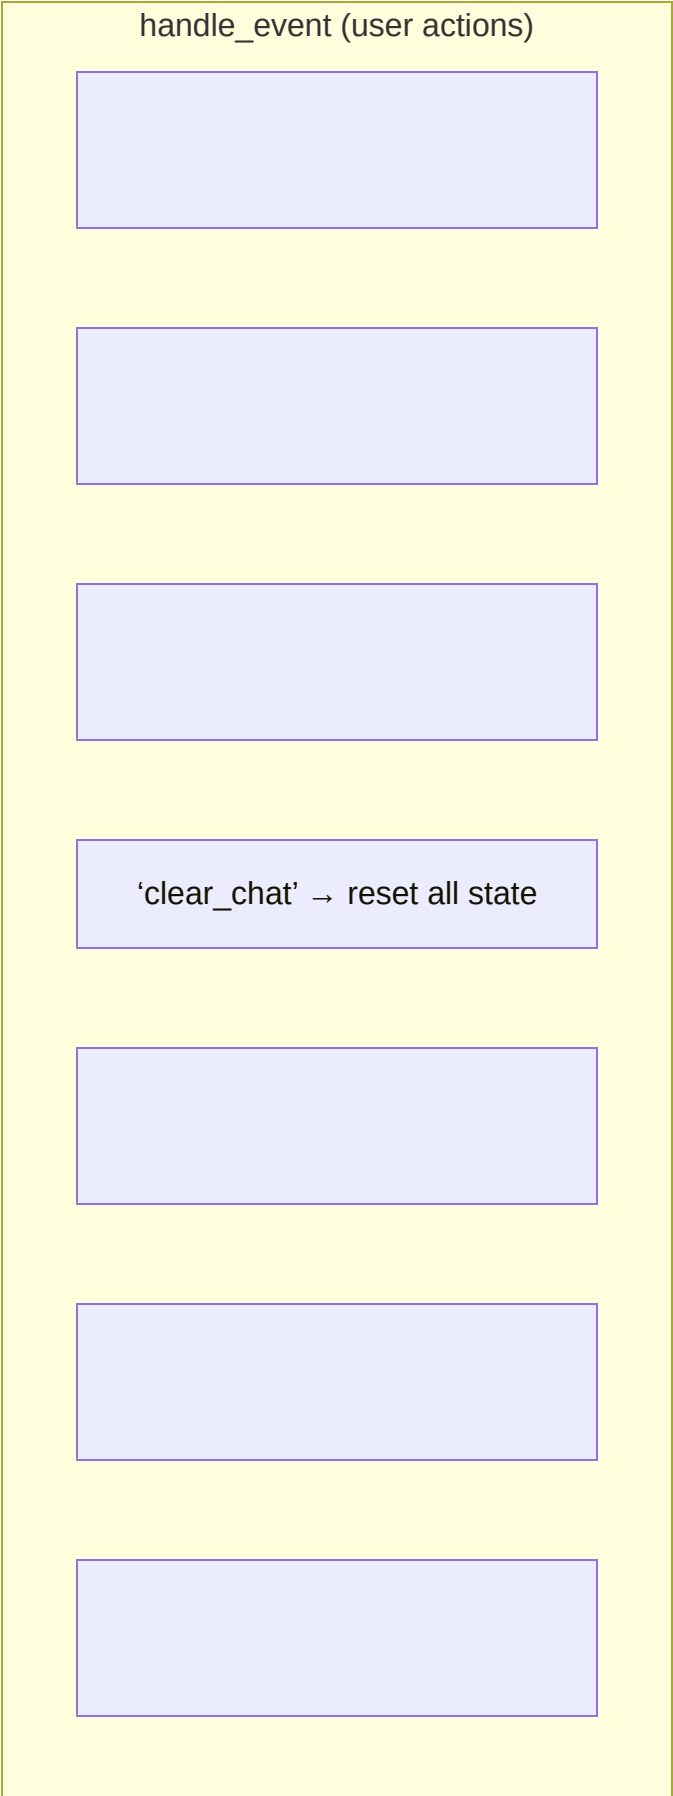 handle_event (user actions)
‘clear_chat’ → reset all state